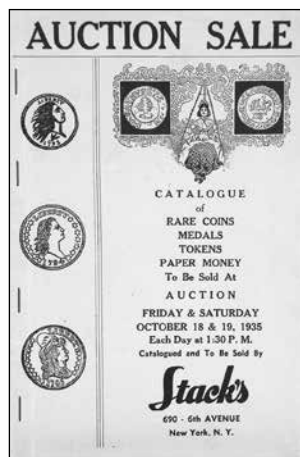 AUCTION SALE
CATALOGUE
of
RARE COINS
MEDALS
TOKENS
PAPER MONEY
To Be Sold At
AUCTION
FRIDAY & SATURDAY
OCTOBER 18 & 19, 1935
Each Day at 1:30 P. M.
Catalogued and To Be Sold By
Stack's
690 - 6th AVENUE
New York, N. Y.
LIBERTY